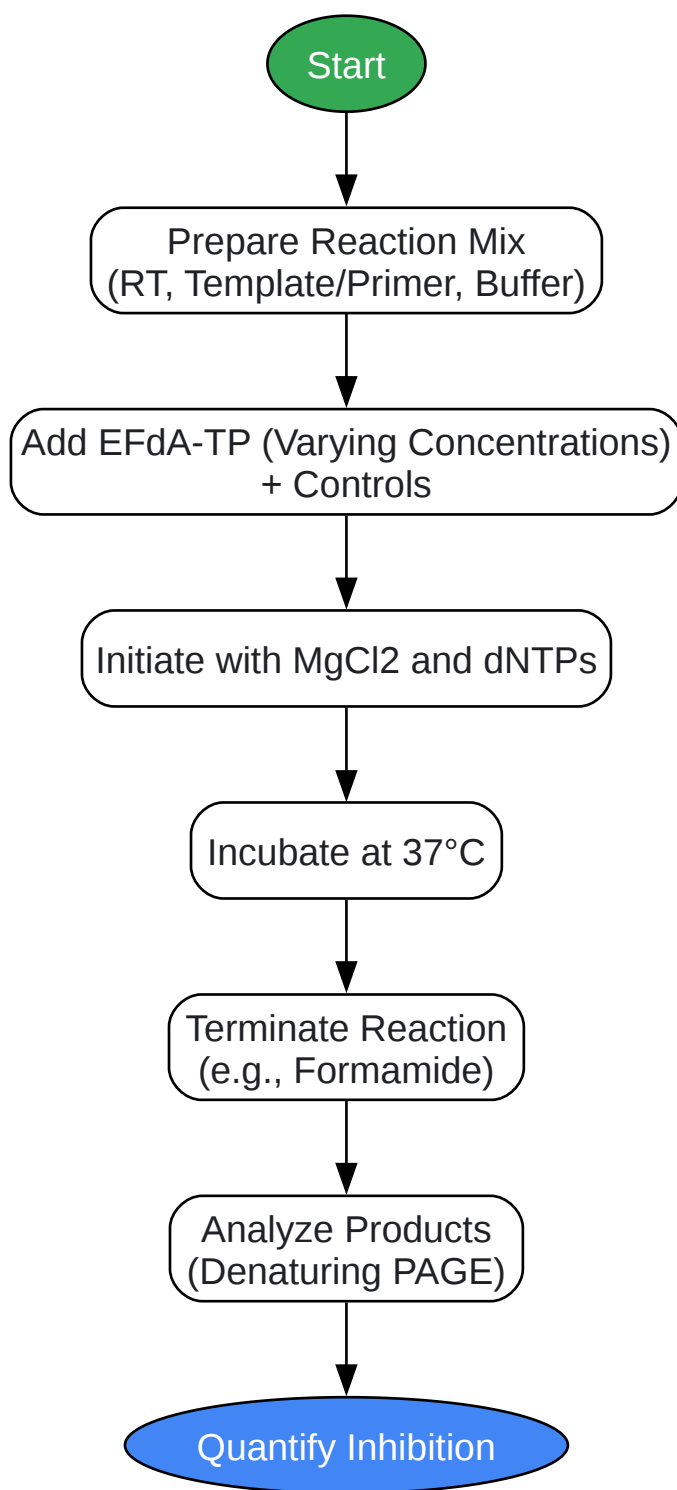 Start
Prepare Reaction Mix
(RT, Template/Primer, Buffer)
Add EFdA-TP (Varying Concentrations)
+ Controls
Initiate with MgCl2 and dNTPs
Incubate at 37°C
Terminate Reaction
(e.g., Formamide)
Analyze Products
(Denaturing PAGE)
Quantify Inhibition